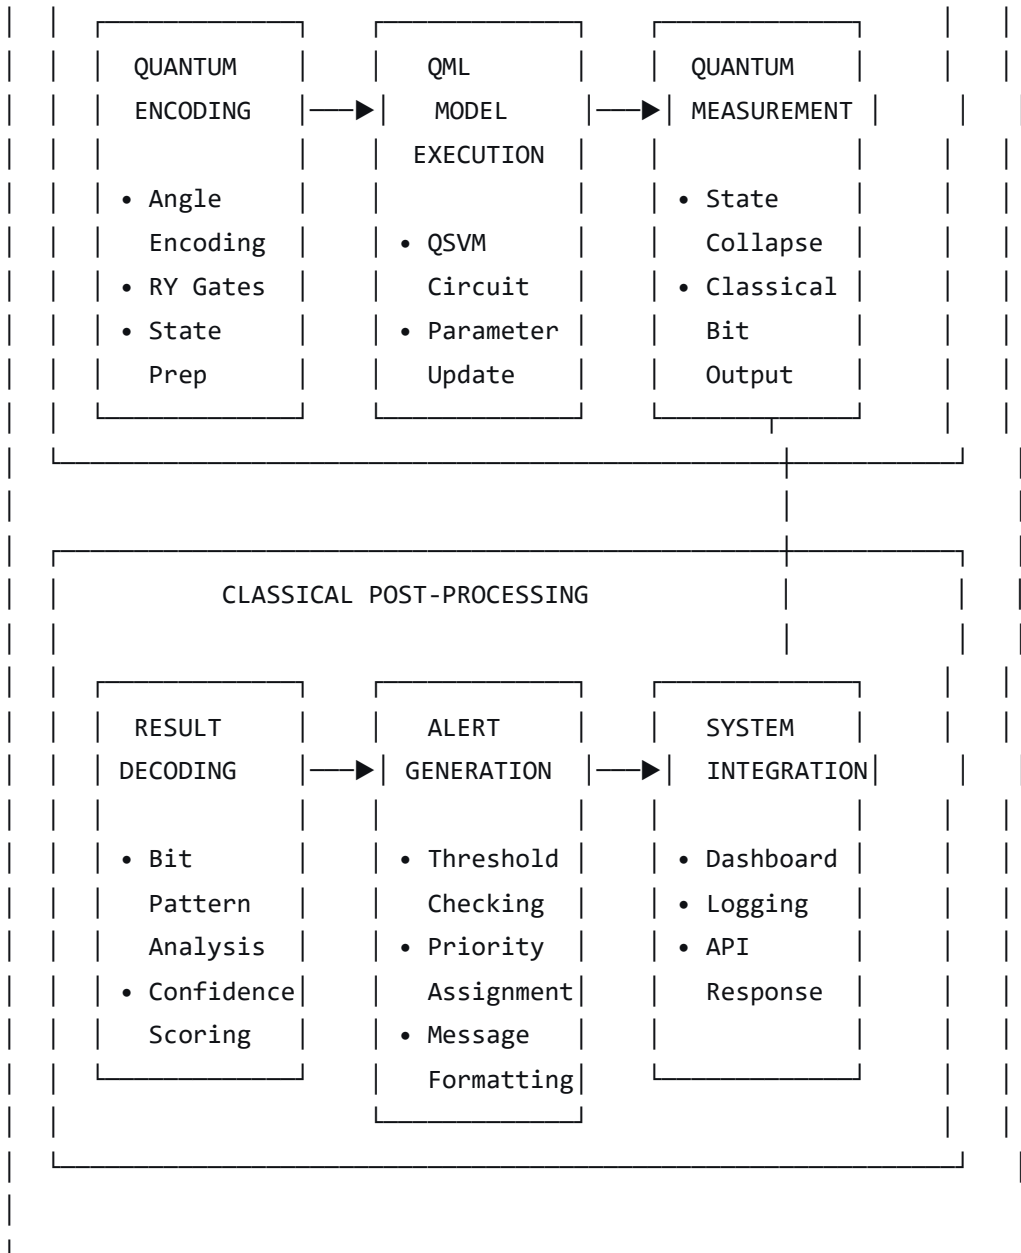 QUANTUM QML QUANTUM
ENCODING MODEL MEASUREMENT
EXECUTION
• Angle • State
Encoding • QSVM Collapse
• RY Gates Circuit • Classical
• State • Parameter Bit
Prep Update Output
CLASSICAL POST-PROCESSING
RESULT ALERT SYSTEM
DECODING GENERATION INTEGRATION
• Bit • Threshold • Dashboard
Pattern Checking • Logging
Analysis • Priority • API
• Confidence Assignment Response
Scoring • Message
Formatting